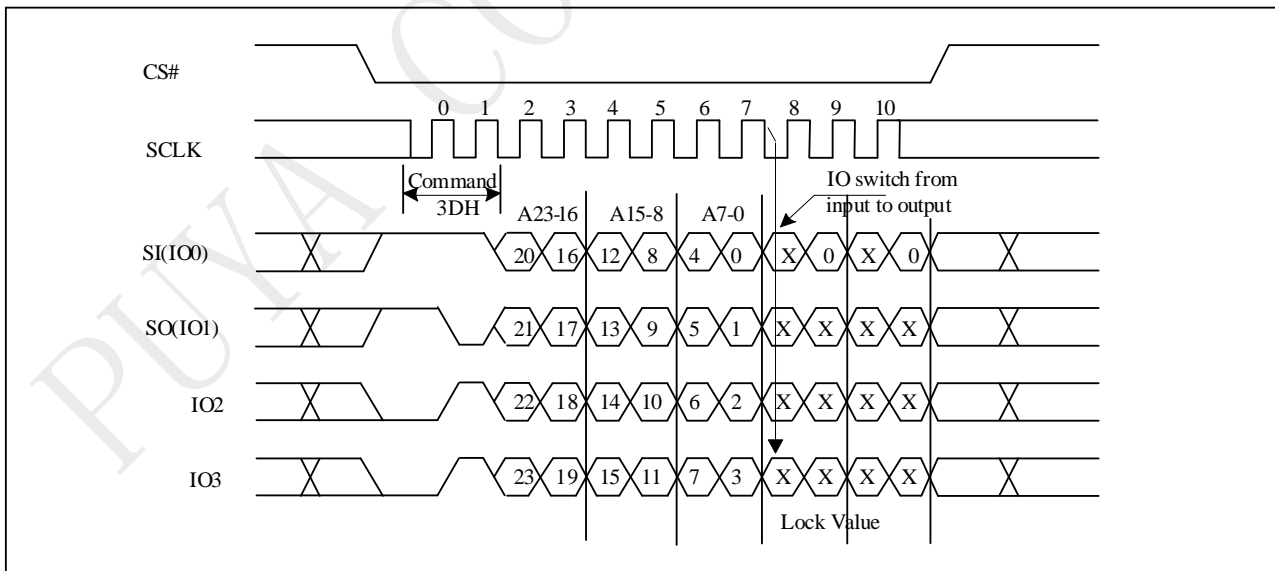 PUYA CO
CS#
0 1 2 3 4 5 6 7 8 9 10
SCLK
Command
3DH
IO switch from
input to output
A23-16 A15-8 A7-0
SI(IO0)
20 16 12 8 4 0 X 0 X 0
SO(IO1)
21 17 13 9 5 1 X X X X
IO2
22 18 14 10 6 2 X X X X
IO3
23 19 15 11 7 3 X X X X
Lock Value